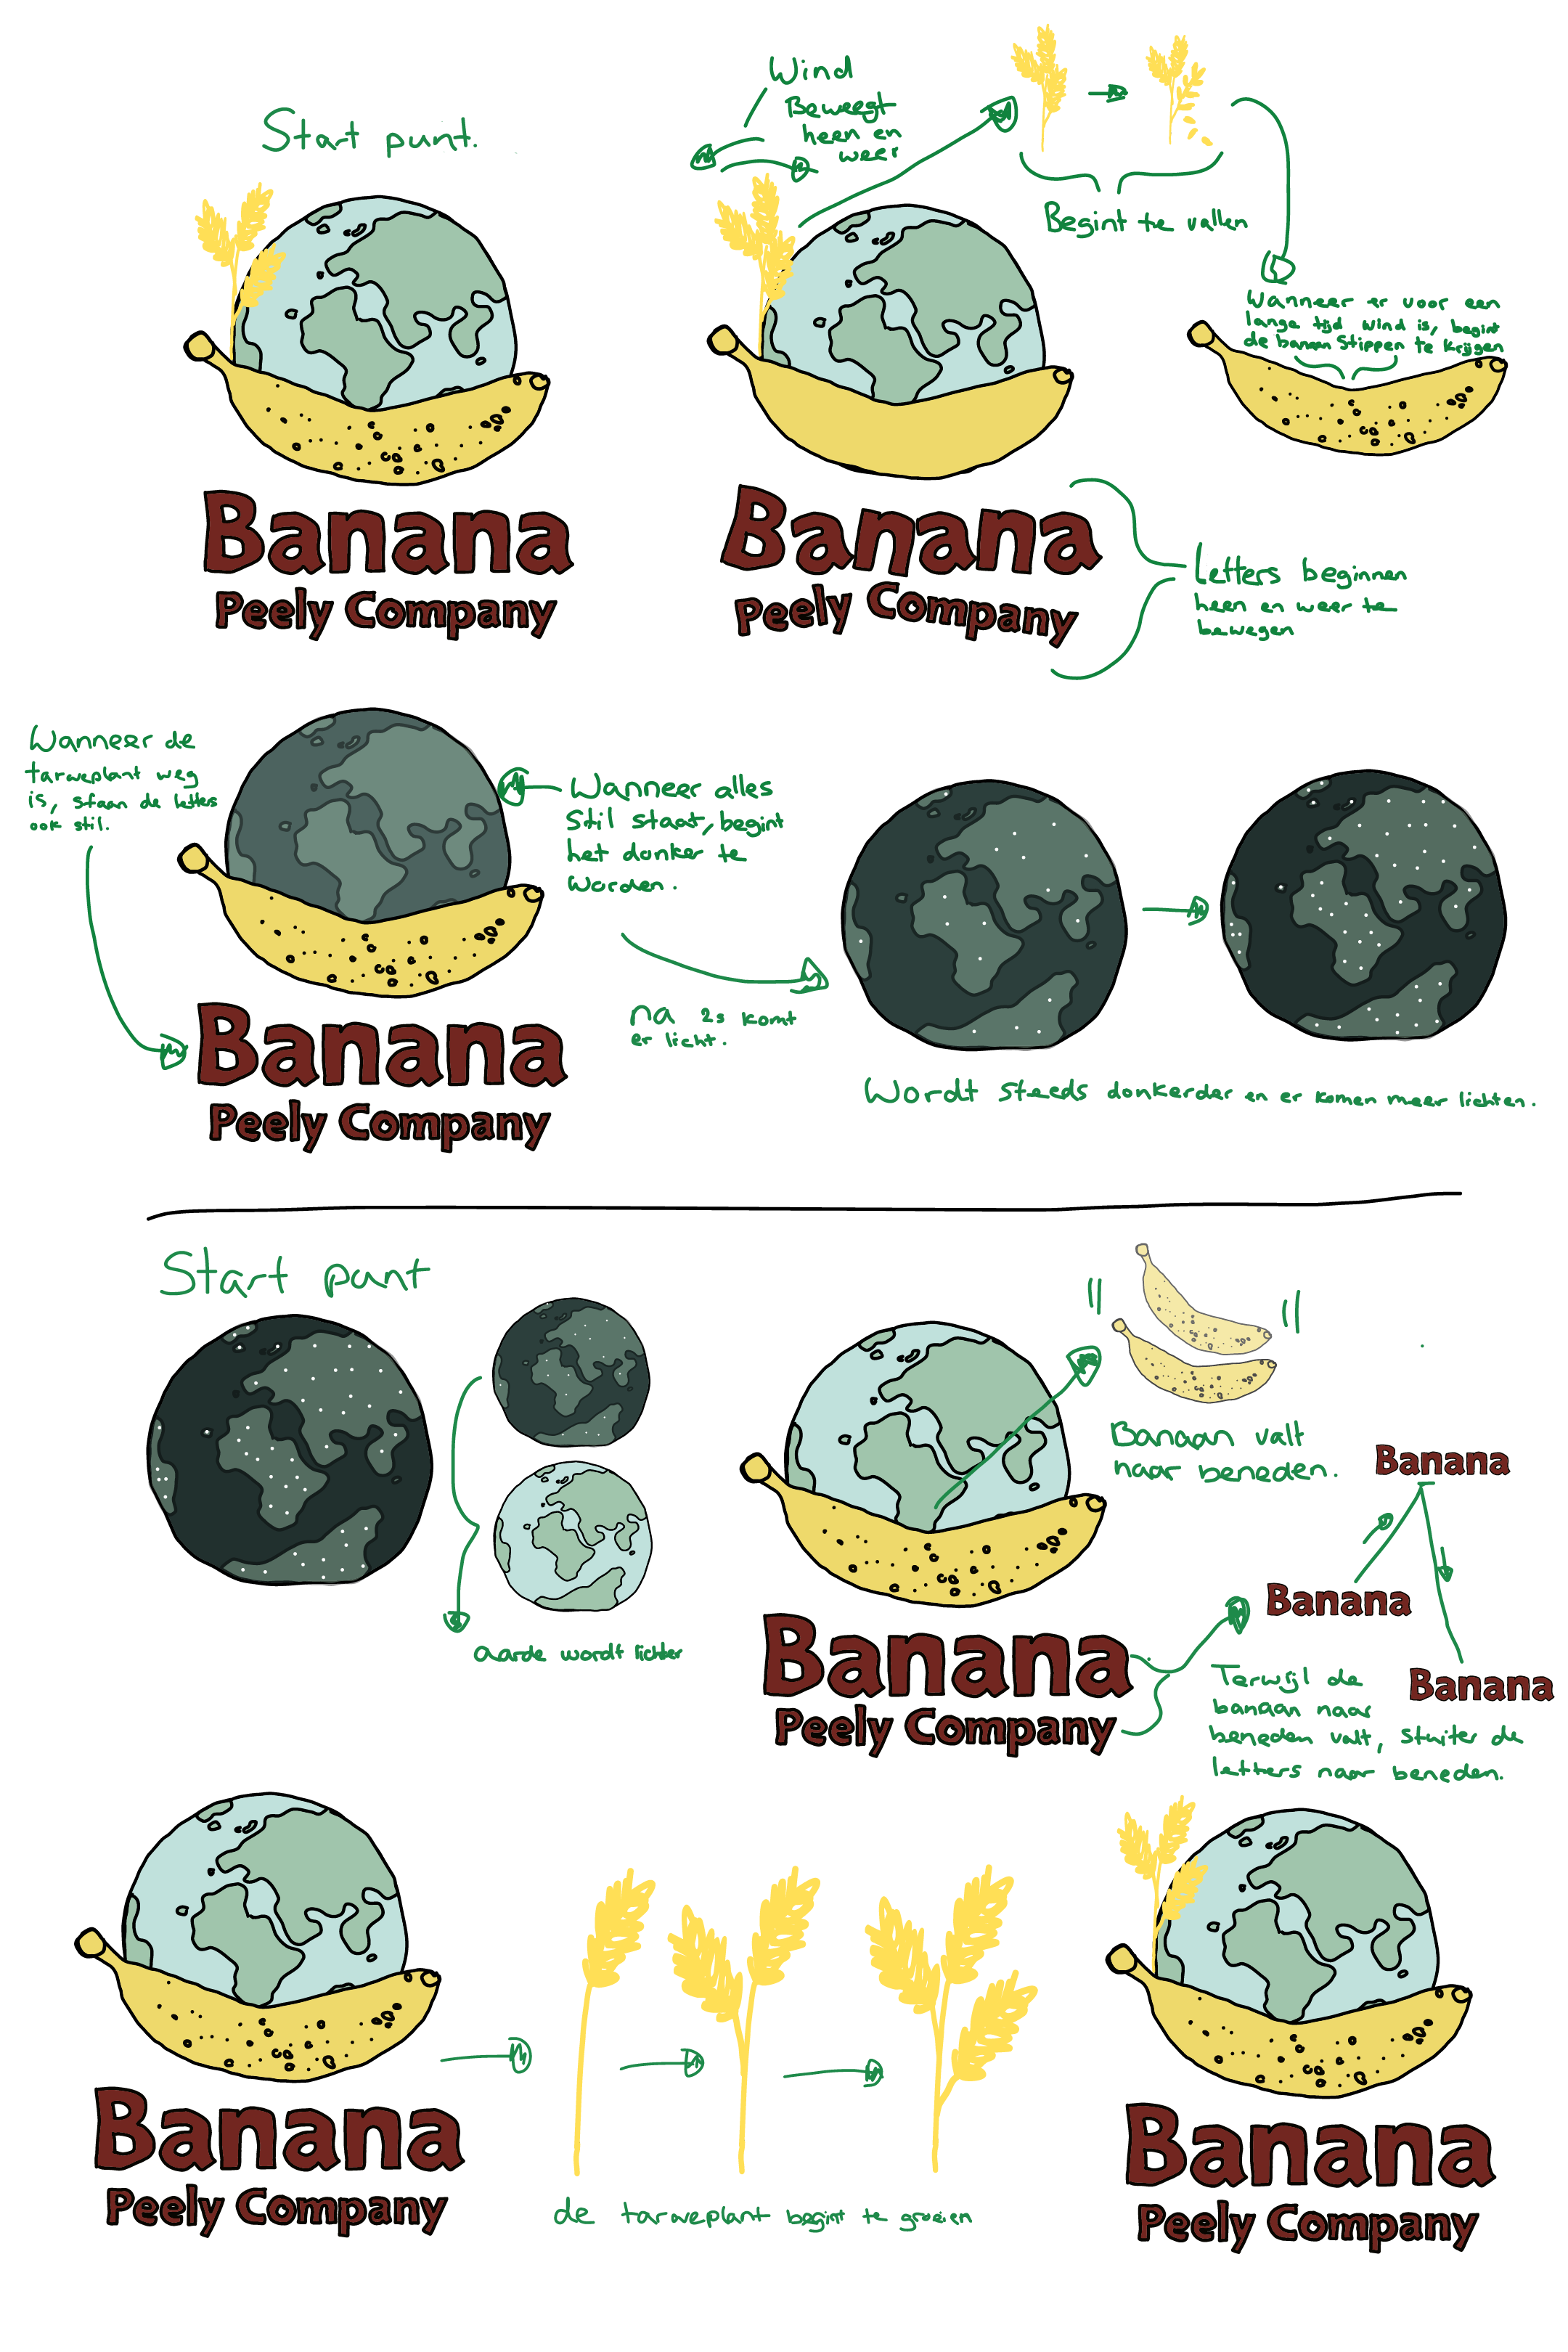 Start punt.
Wind
Beweegt
heen en
weer
Begint te vallen
Wanneer er voor een
lange tijd wind is, begint
de banaan stippen te krijgen
Banana
Peely Company
Banana
Peely Company
Letters beginnen
heen en weer te
bewegen
Wanneer de
tarweplant weg
is, staan de letters
ook stil.
Wanneer alles
Stil staat, begint
het donker te
worden.
Banana
Peely Company
na 2s komt
er licht.
Wordt steeds donkerder en er komen meer lichten.
Start punt
aarde wordt lichter
Banaan valt
naar beneden.
Banana
Banana
Banana
Banana
Peely Company
Terwijl de
banaan naar
beneden valt, stuiter de
letters naar beneden.
Banana
Peely Company
de tarweplant begint te groeien
Banana
Peely Company